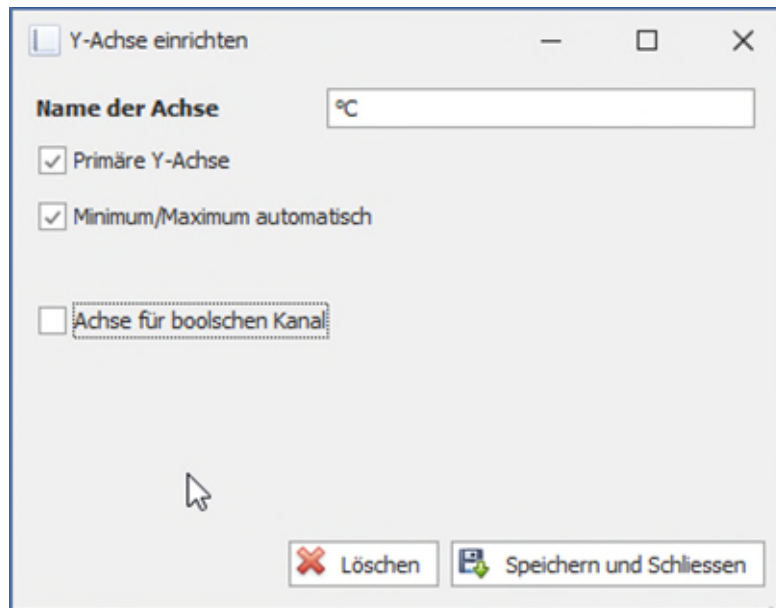 Y-Achse einrichten
Name der Achse
°C
Primäre Y-Achse
Minimum/Maximum automatisch
Achse für boolschen Kanal
Löschen
Speichern und Schliessen